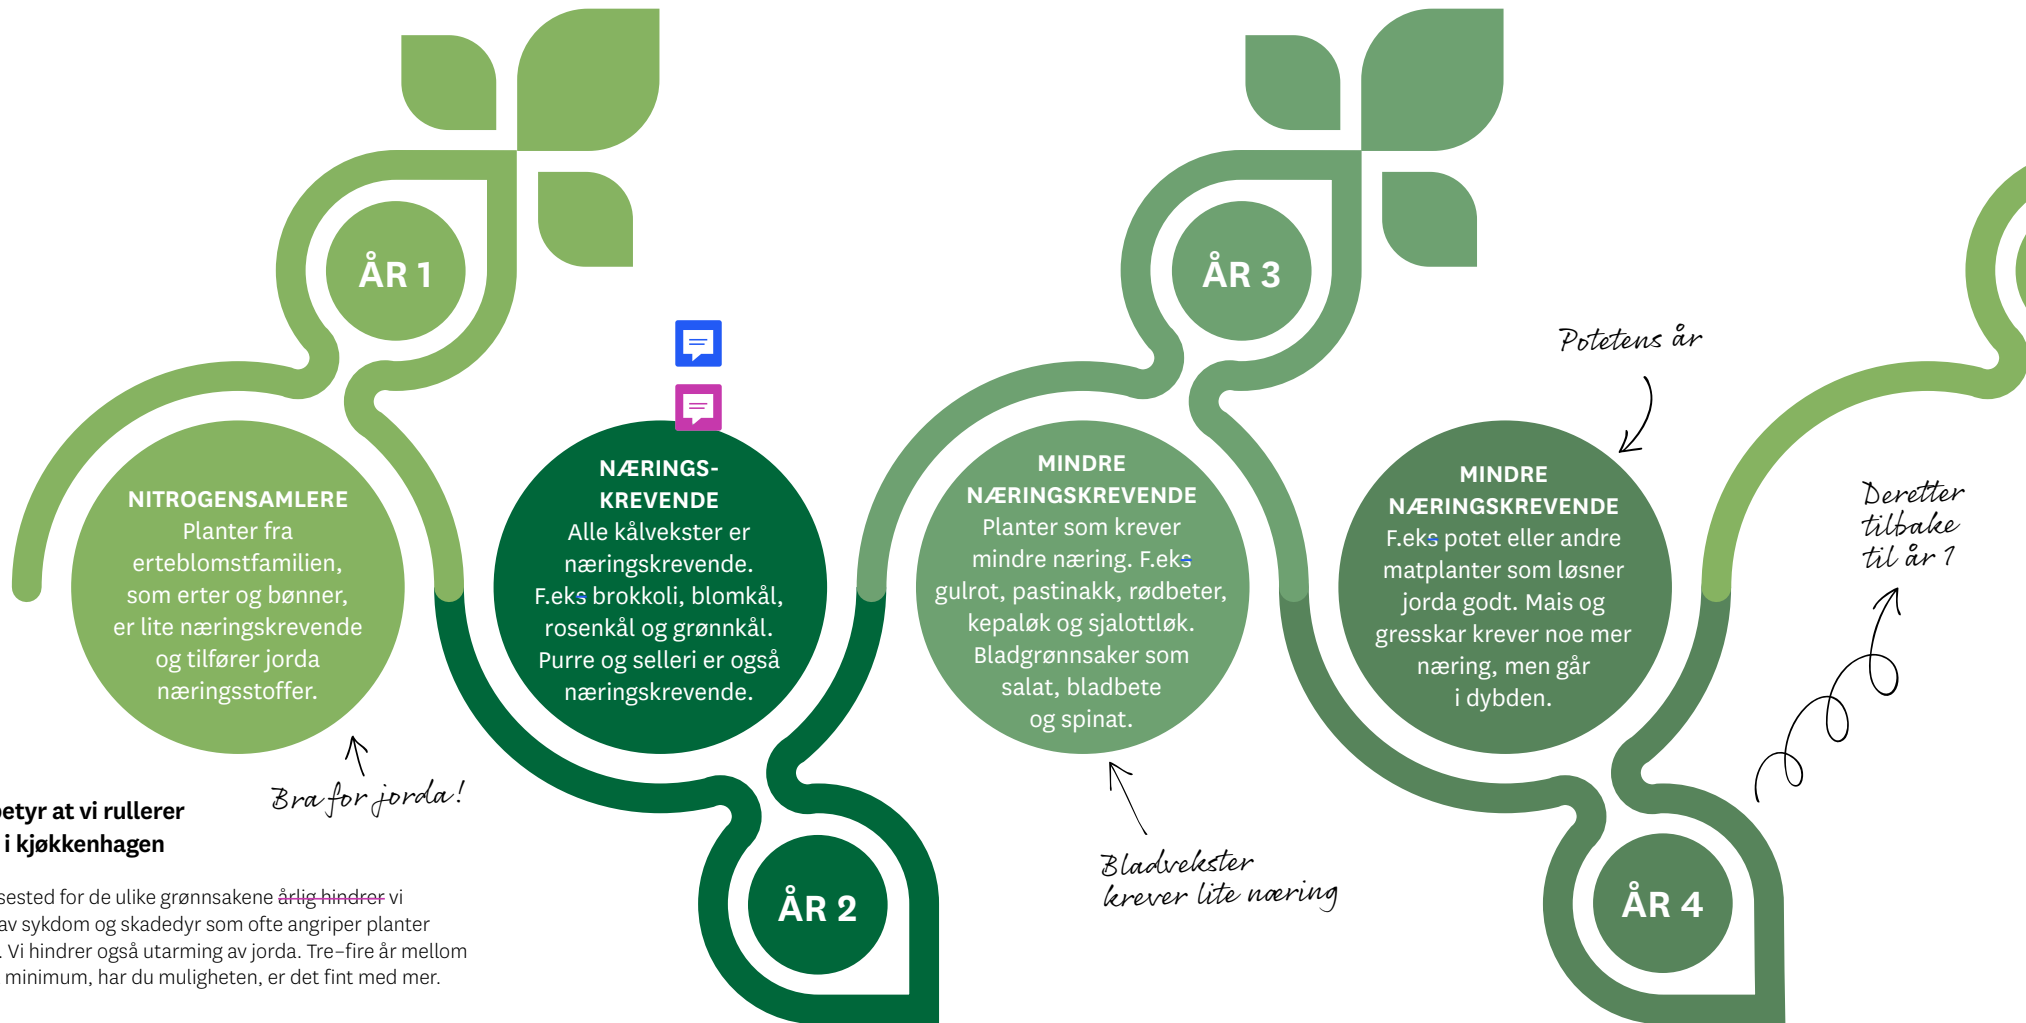 ÅR 1
NITROGENSAMLERE
Planter fra
erteblomstfamilien,
som erter og bønner,
er lite næringskrevende
og tilfører jorda
næringsstoffer.
Bra for jorda!
NÆRINGS-
KREVENDE
Alle kålvekster er
næringskrevende.
F.eks brokkoli, blomkål,
rosenkål og grønnkål.
Purre og selleri er også
næringskrevende.
ÅR 2
ÅR 3
MINDRE
NÆRINGSKREVENDE
Planter som krever
mindre næring. F.eks
gulrot, pastinakk, rødbeter,
kepaløk og sjalottløk.
Bladgrønnsaker som
salat, bladbete
og spinat.
Bladvekster
krever lite næring
Potetens år
MINDRE
NÆRINGSKREVENDE
F.eks potet eller andre
matplanter som løsner
jorda godt. Mais og
gresskar krever noe mer
næring, men går
i dybden.
ÅR 4
Deretter
tilbake
til år 1
betyr at vi rullerer
i kjøkkenhagen
sested for de ulike grønnsakene årlig hindrer vi
av sykdom og skadedyr som ofte angriper planter
. Vi hindrer også utarming av jorda. Tre–fire år mellom
minimum, har du muligheten, er det fint med mer.